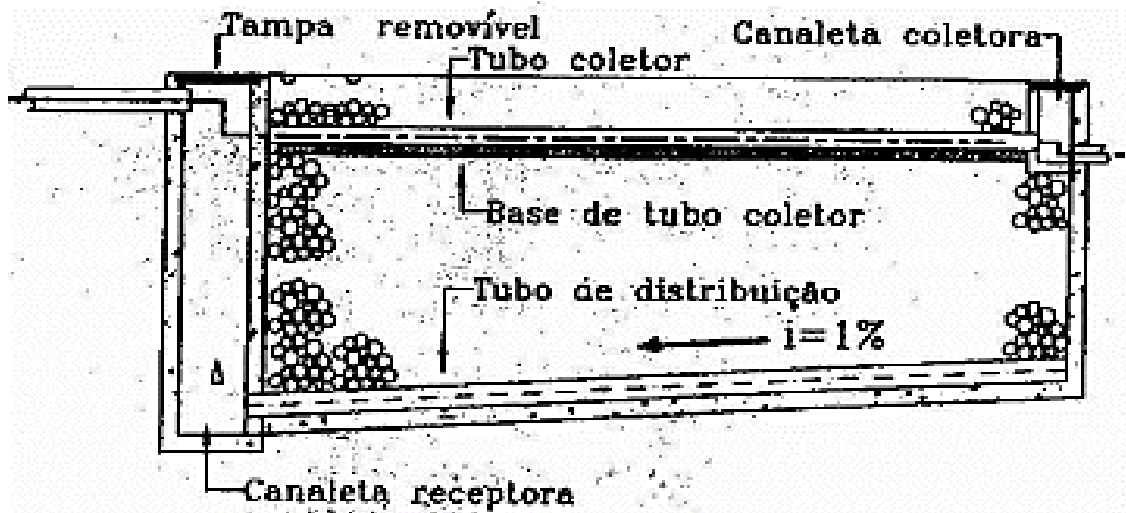 Tampa removível
Canaleta coletora
Tubo coletor
Base de tubo coletor
Tubo de distribuição
i=1%
Canaleta receptora